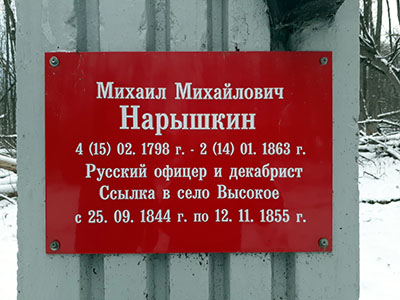 Михаил Михайлович
Нарышкин
4 (15) 02. 1798 г. - 2 (14) 01. 1863 г.
Русский офицер и декабрист
Ссылка в село Высокое
с 25. 09. 1844 г. по 12. 11. 1855 г.